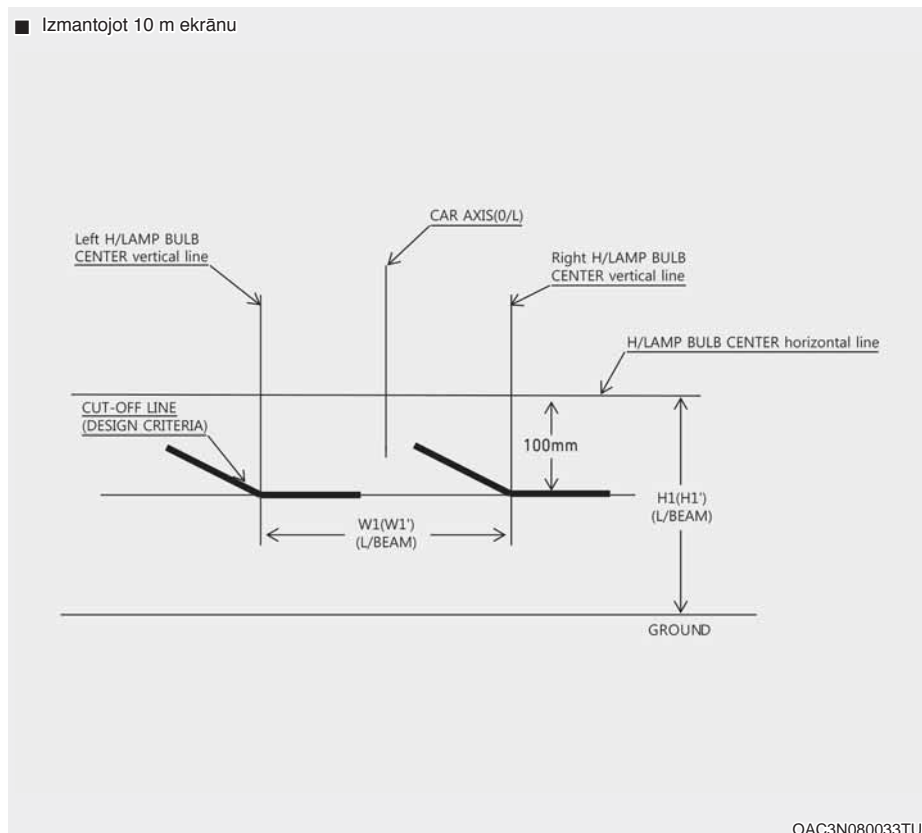 ■ Izmantojot 10 m ekrānu
CAR AXIS(0/L)
Left H/LAMP BULB
CENTER vertical line
Right H/LAMP BULB
CENTER vertical line
H/LAMP BULB CENTER horizontal line
CUT-OFF LINE
(DESIGN CRITERIA)
100mm
H1(H1')
(L/BEAM)
W1(W1')
(L/BEAM)
GROUND
OAC3N080033TU